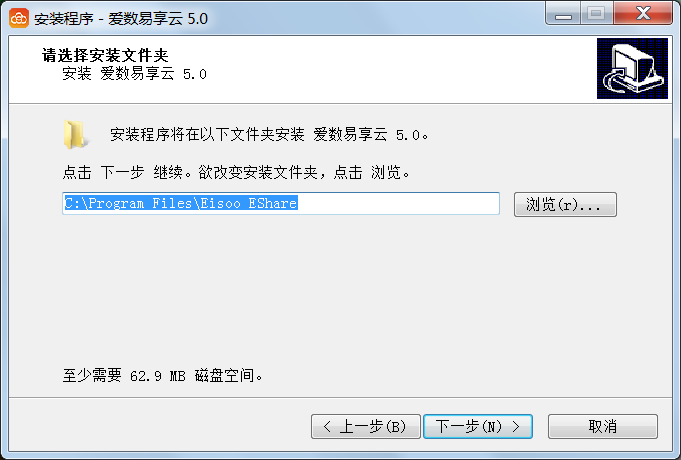 安装程序 - 爱数易享云 5.0
请选择安装文件夹
安装 爱数易享云 5.0
安装程序将在以下文件夹安装 爱数易享云 5.0。
点击 下一步 继续。欲改变安装文件夹，点击 浏览。
C:\Program Files\Eisoo EShare
浏览(r)...
至少需要 62.9 MB 磁盘空间。
< 上一步(B)
下一步(N) >
取消